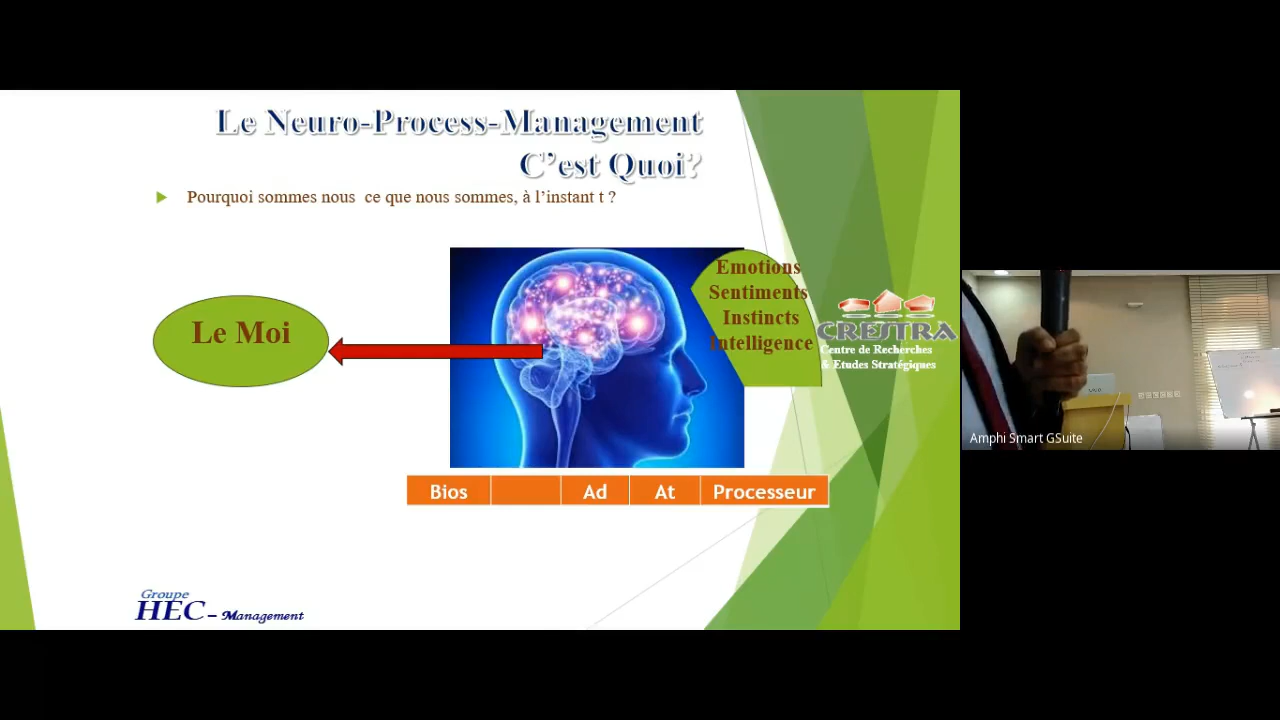 Le Neuro-Process-Management
C'est Quoi?
Pourquoi sommes nous ce que nous sommes, à l'instant t ?
Emotions
Sentiments
Instincts
Intelligence
Le Moi
CRESTRA
Centre de Recherches
& Etudes Stratégiques
Bios
Ad
At
Processeur
Groupe
HEC – Management
Amphi Smart GSuite